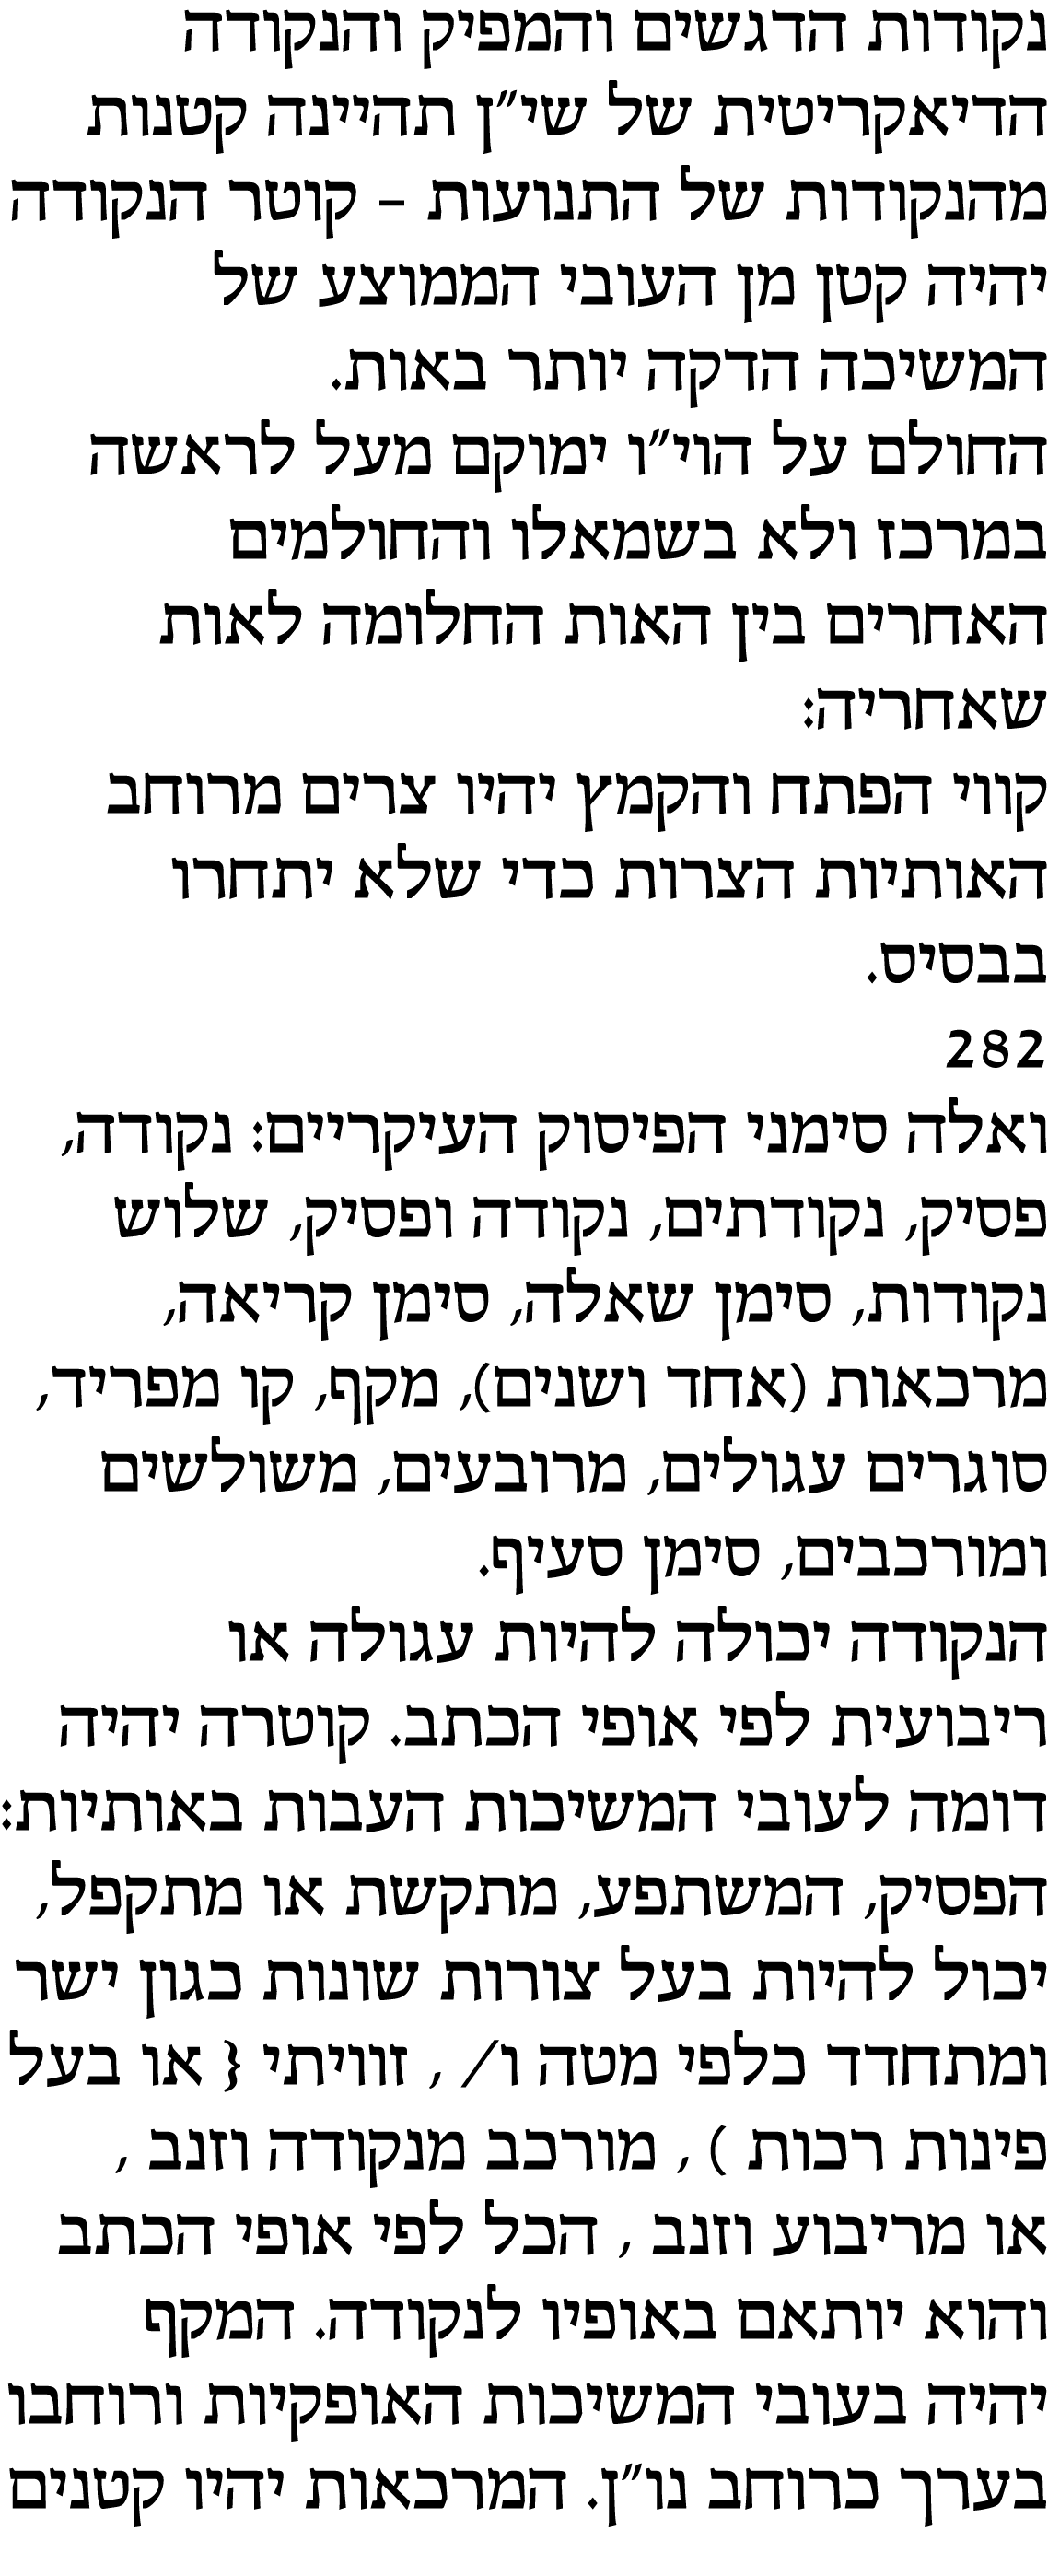 נקודות הדגשים והמפיק והנקודה
הדיאקריטית של שי״ן תהיינה קטנות
מהנקודות של התנועות – קוטר הנקודה
יהיה קטן מן העובי הממוצע של
המשיכה הדקה יותר באות.
החולם על הוי״ו ימוקם מעל לראשה
במרכז ולא בשמאלו והחולמים
האחרים בין האות החלומה לאות
שאחריה:
קווי הפתח והקמץ יהיו צרים מרוחב
האותיות הצרות כדי שלא יתחרו
בבסיס.
282
ואלה סימני הפיסוק העיקריים: נקודה,
פסיק, נקודתים, נקודה ופסיק, שלוש
נקודות, סימן שאלה, סימן קריאה,
מרכאות (אחד ושנים), מקף, קו מפריד,
סוגרים עגולים, מרובעים, משולשים
ומורכבים, סימן סעיף.
הנקודה יכולה להיות עגולה או
ריבועית לפי אופי הכתב. קוטרה יהיה
דומה לעובי המשיכות העבות באותיות:
הפסיק, המשתפע, מתקשת או מתקפל,
יכול להיות בעל צורות שונות כגון ישר
ומתחדד כלפי מטה ו/ , זוויתי { או בעל
פינות רכות ) , מורכב מנקודה וזנב ,
או מריבוע וזנב , הכל לפי אופי הכתב
והוא יותאם באופיו לנקודה. המקף
יהיה בעובי המשיכות האופקיות ורוחבו
בערך כרוחב נו״ן. המרכאות יהיו קטנים